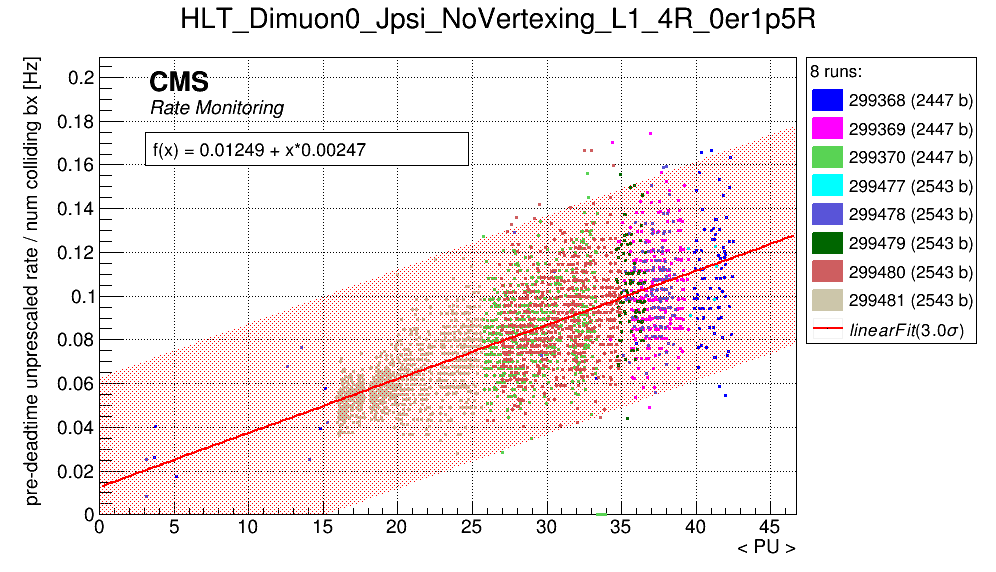 HLT_Dimuon0_Jpsi_NoVertexing_L1_4R_0er1p5R
pre-deadtime unprescaled rate / num colliding bx [Hz]
CMS
Rate Monitoring
f(x) = 0.01249 + x*0.00247
0.2
0.18
0.16
0.14
0.12
0.1
0.08
0.06
0.04
0.02
0
0 5 10 15 20 25 30 35 40 45
< PU >
8 runs:
299368 (2447 b)
299369 (2447 b)
299370 (2447 b)
299477 (2543 b)
299478 (2543 b)
299479 (2543 b)
299480 (2543 b)
299481 (2543 b)
linearFit(3.0σ)